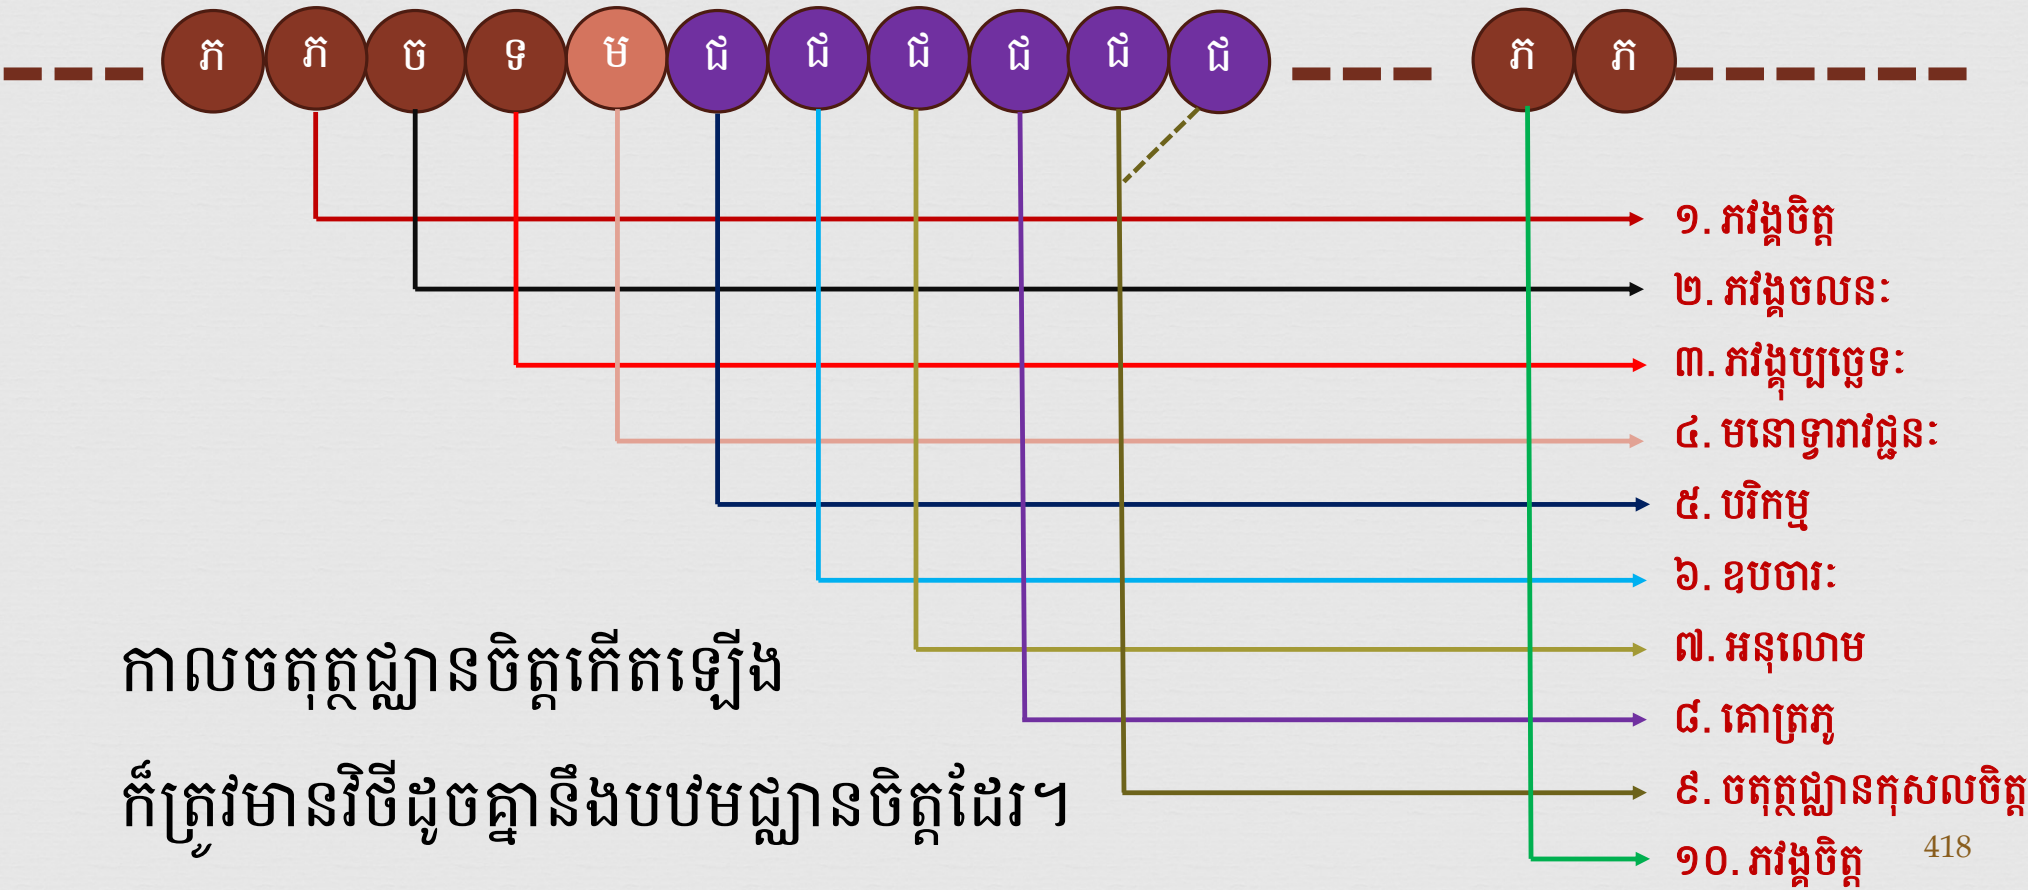 ភ ភ ច ទ ម ជ ជ ជ ជ ជ ជ ភ ភ
១. ភវង្គចិត្ត
២. ភវង្គចលនៈ
៣. ភវង្គុប្បច្ឆេទៈ
៤. មនោទ្វារាវជ្ជនៈ
៥. បរិកម្ម
៦. ឧបចារៈ
៧. អនុលោម
៨. គោត្រភូ
៩. ចតុត្ថជ្ឈានកុសលចិត្ត
១០. ភវង្គចិត្ត
កាលចតុត្ថជ្ឈានចិត្តកើតឡើង
ក៏ត្រូវមានវិថីដូចគ្នានឹងបឋមជ្ឈានចិត្តដែរ។
418